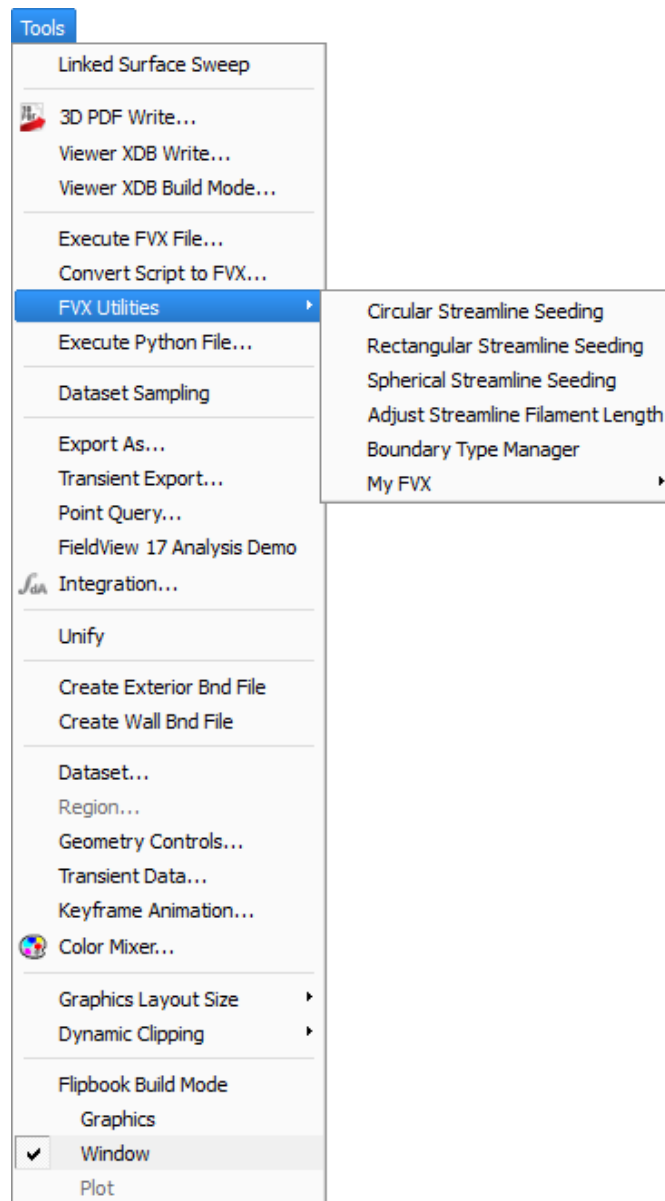 Tools
Linked Surface Sweep
3D PDF Write...
Viewer XDB Write...
Viewer XDB Build Mode...
Execute FVX File...
Convert Script to FVX...
FVX Utilities
Circular Streamline Seeding
Rectangular Streamline Seeding
Spherical Streamline Seeding
Adjust Streamline Filament Length
Boundary Type Manager
My FVX
Execute Python File...
Dataset Sampling
Export As...
Transient Export...
Point Query...
FieldView 17 Analysis Demo
∫dA Integration...
Unify
Create Exterior Bnd File
Create Wall Bnd File
Dataset...
Region...
Geometry Controls...
Transient Data...
Keyframe Animation...
Color Mixer...
Graphics Layout Size
Dynamic Clipping
Flipbook Build Mode
Graphics
Window
Plot